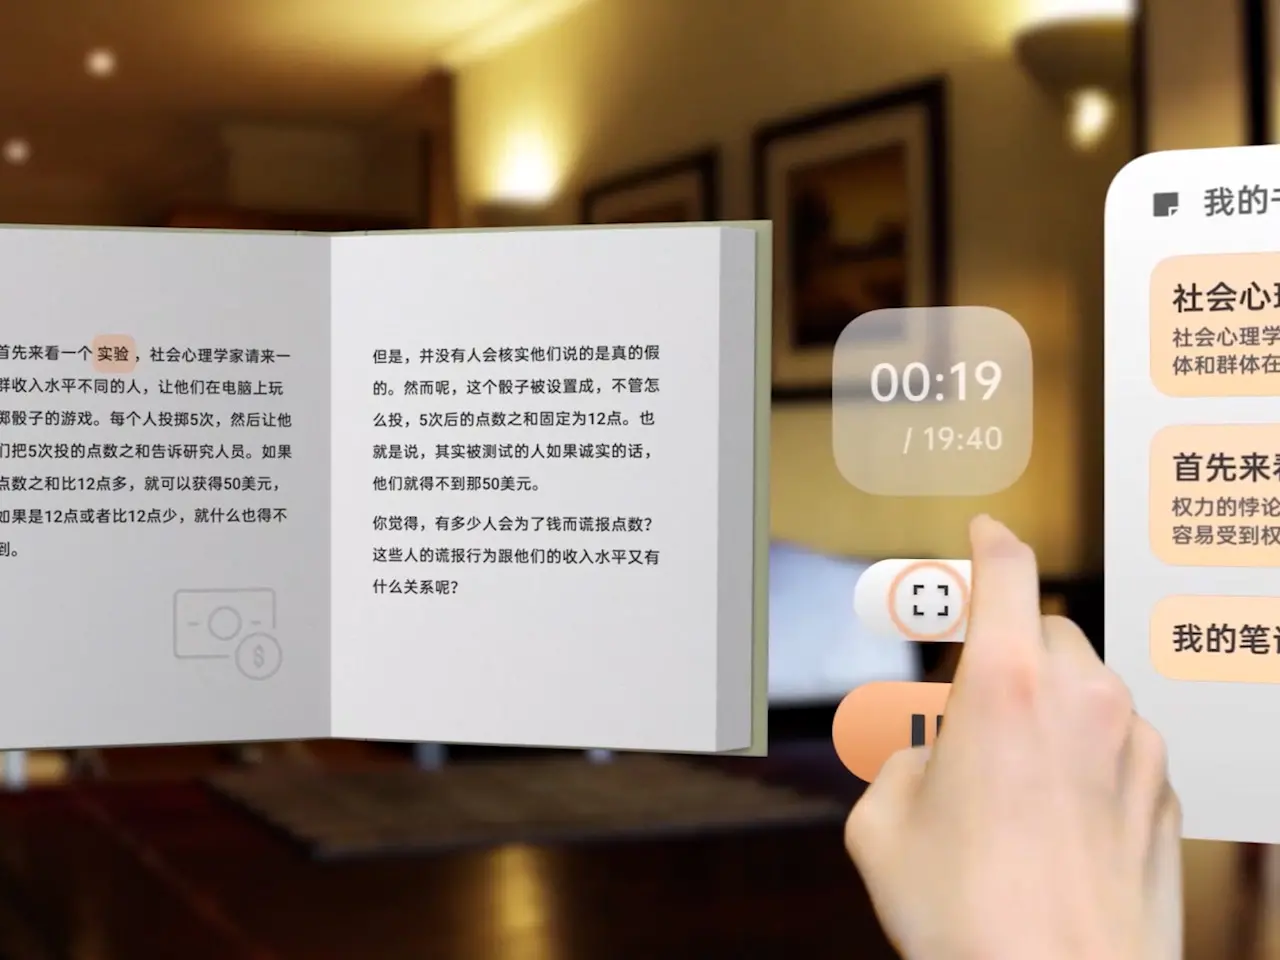 首先来看一个实验，社会心理学家请来一
群收入水平不同的人，让他们在电脑上玩
掷骰子的游戏。每个人投掷5次，然后让他
们把5次投的点数之和告诉研究人员。如果
点数之和比12点多，就可以获得50美元，
如果是12点或者比12点少，就什么也得不
到。
$
但是，并没有人会核实他们说的是真的假
的。然而呢，这个骰子被设置成，不管怎
么投，5次后的点数之和固定为12点。也
就是说，其实被测试的人如果诚实的话，
他们就得不到那50美元。
你觉得，有多少人会为了钱而谎报点数？
这些人的谎报行为跟他们的收入水平又有
什么关系呢？
00:19
/ 19:40
我的
社会心理
社会心理学
体和群体在
首先来看
权力的悖论
容易受到权
我的笔记